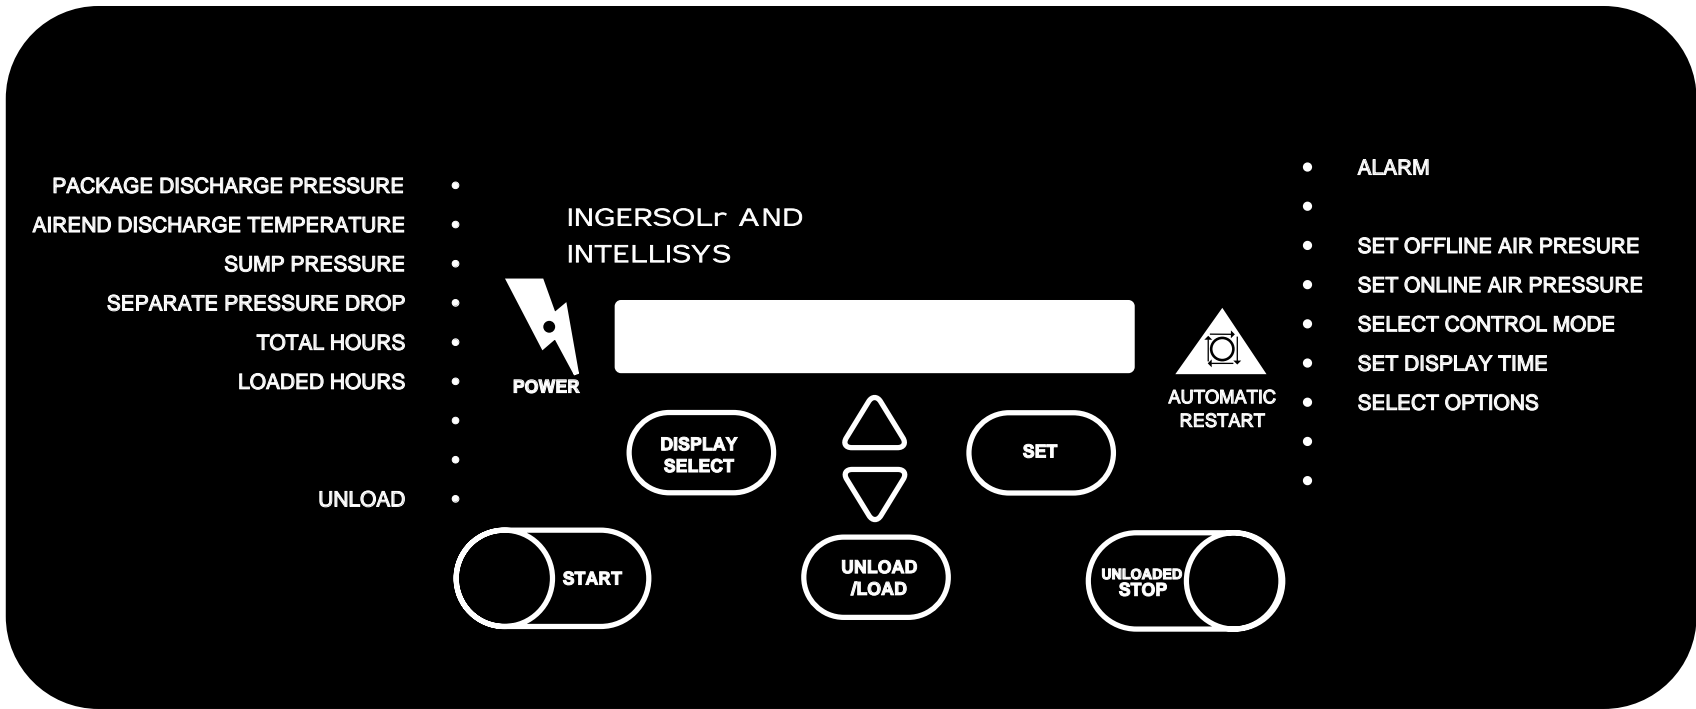 PACKAGE DISCHARGE PRESSURE
AIREND DISCHARGE TEMPERATURE
SUMP PRESSURE
SEPARATE PRESSURE DROP
TOTAL HOURS
LOADED HOURS
UNLOAD
INGERSOLr AND
INTELLISYS
POWER
DISPLAY
SELECT
SET
AUTOMATIC
RESTART
START
UNLOAD
/LOAD
UNLOADED
STOP
ALARM
SET OFFLINE AIR PRESURE
SET ONLINE AIR PRESSURE
SELECT CONTROL MODE
SET DISPLAY TIME
SELECT OPTIONS